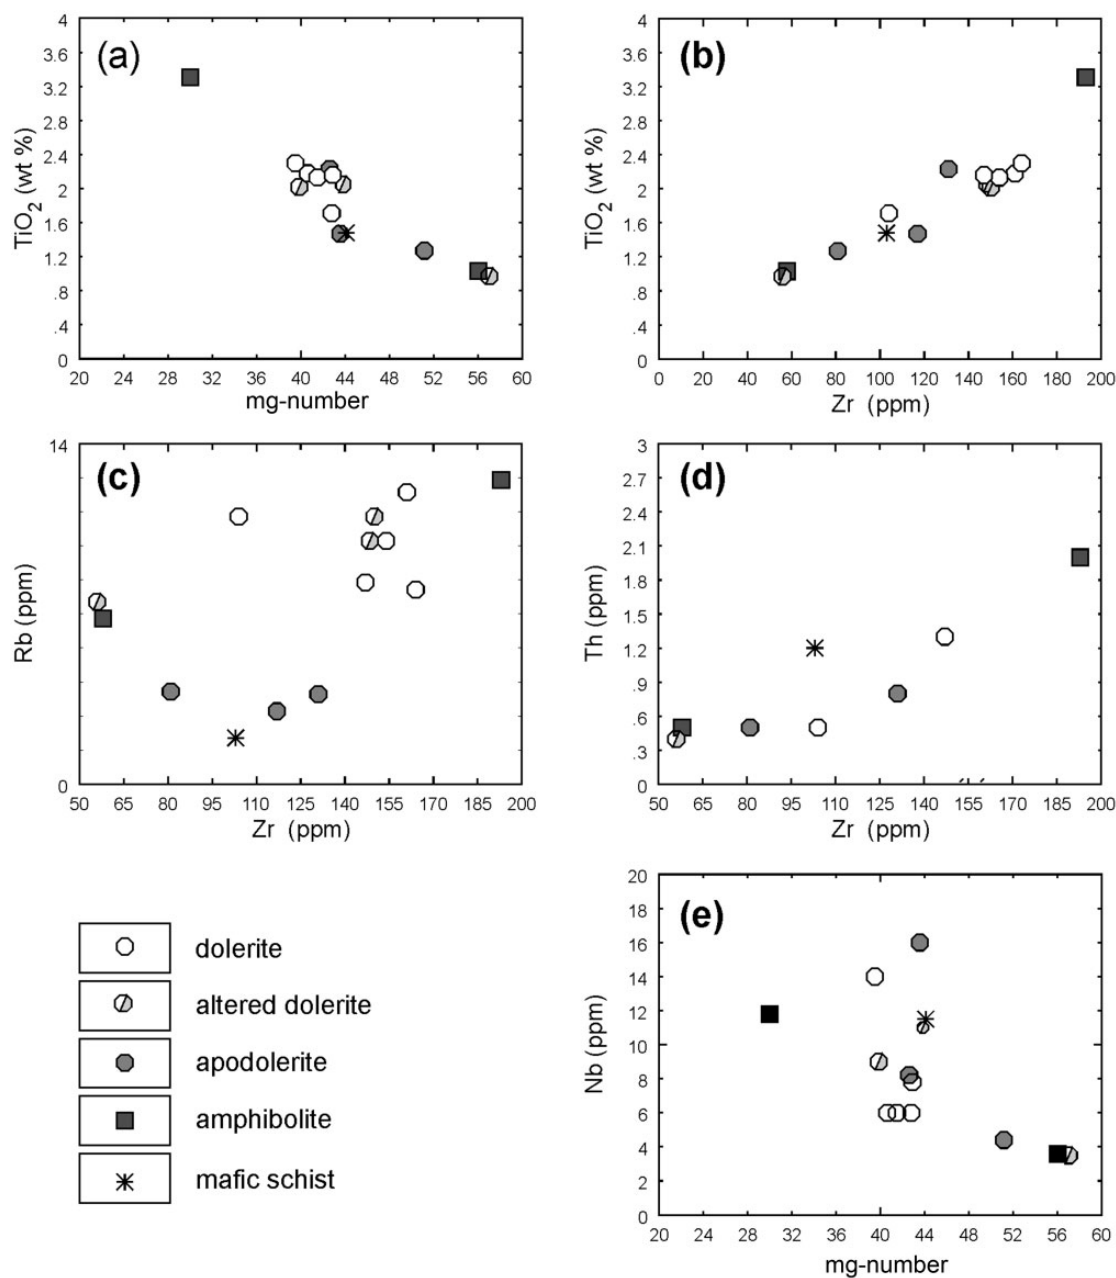 (a)
4
3.6
3.2
2.8
2.4
2
1.6
1.2
.8
.4
0
TiO2 (wt %)
20 24 28 32 36 40 44 52 56 60
mg-number
(b)
4
3.6
3.2
2.8
2.4
2
1.6
1.2
.8
.4
0
TiO2 (wt %)
0 20 40 60 80 100 120 140 160 180 200
Zr (ppm)
(c)
14
0
Rb (ppm)
50 65 80 95 110 125 140 155 170 185 200
Zr (ppm)
(d)
3
2.7
2.4
2.1
1.8
1.5
1.2
.9
.6
.3
0
Th (ppm)
50 65 80 95 110 125 140 155 170 185 200
Zr (ppm)
(e)
20
18
16
14
12
10
8
6
4
2
0
Nb (ppm)
20 24 28 32 36 40 44 52 56 60
mg-number
dolerite
altered dolerite
apodolerite
amphibolite
mafic schist